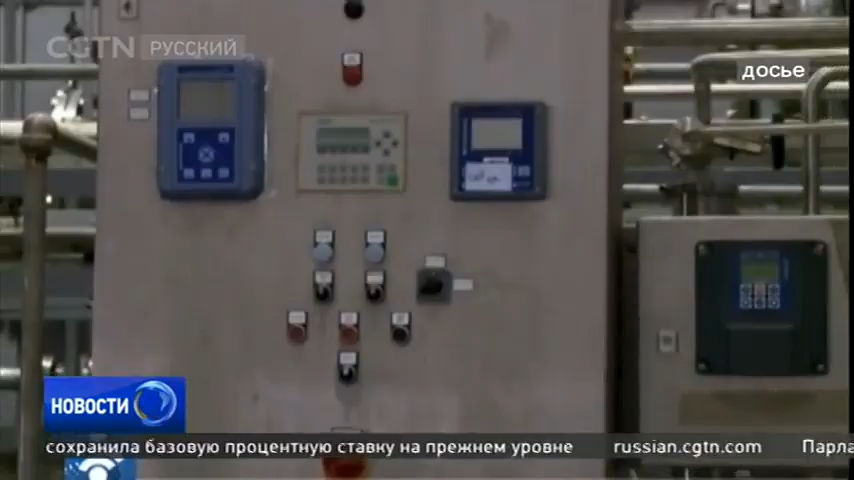 CGTN РУССКИЙ
досье
НОВОСТИ
сохранила базовую процентную ставку на прежнем уровне russian.cgtn.com Парла